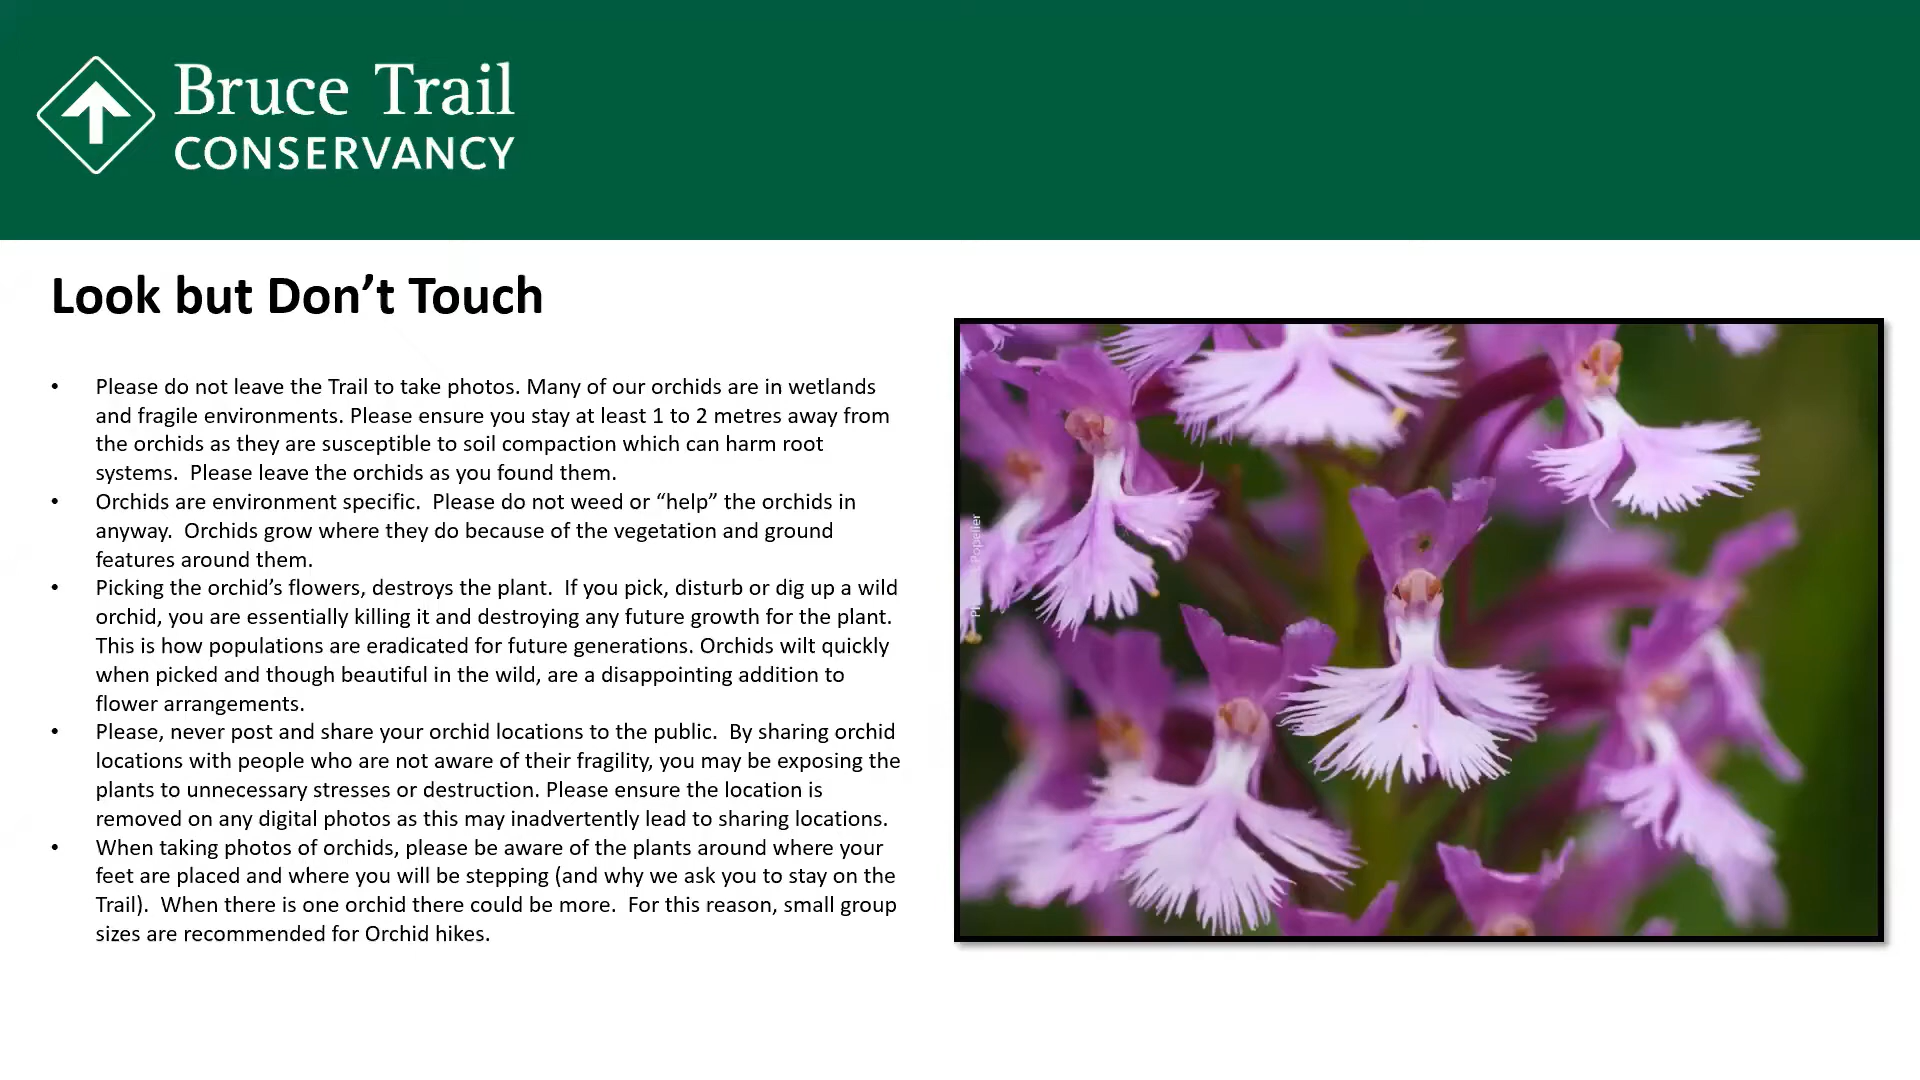 Bruce Trail
CONSERVANCY
Look but Don’t Touch
• Please do not leave the Trail to take photos. Many of our orchids are in wetlands
and fragile environments. Please ensure you stay at least 1 to 2 metres away from
the orchids as they are susceptible to soil compaction which can harm root
systems.  Please leave the orchids as you found them.
• Orchids are environment specific.  Please do not weed or “help” the orchids in
anyway.  Orchids grow where they do because of the vegetation and ground
features around them.
• Picking the orchid’s flowers, destroys the plant.  If you pick, disturb or dig up a wild
orchid, you are essentially killing it and destroying any future growth for the plant.
This is how populations are eradicated for future generations. Orchids wilt quickly
when picked and though beautiful in the wild, are a disappointing addition to
flower arrangements.
• Please, never post and share your orchid locations to the public.  By sharing orchid
locations with people who are not aware of their fragility, you may be exposing the
plants to unnecessary stresses or destruction. Please ensure the location is
removed on any digital photos as this may inadvertently lead to sharing locations.
• When taking photos of orchids, please be aware of the plants around where your
feet are placed and where you will be stepping (and why we ask you to stay on the
Trail).  When there is one orchid there could be more.  For this reason, small group
sizes are recommended for Orchid hikes.